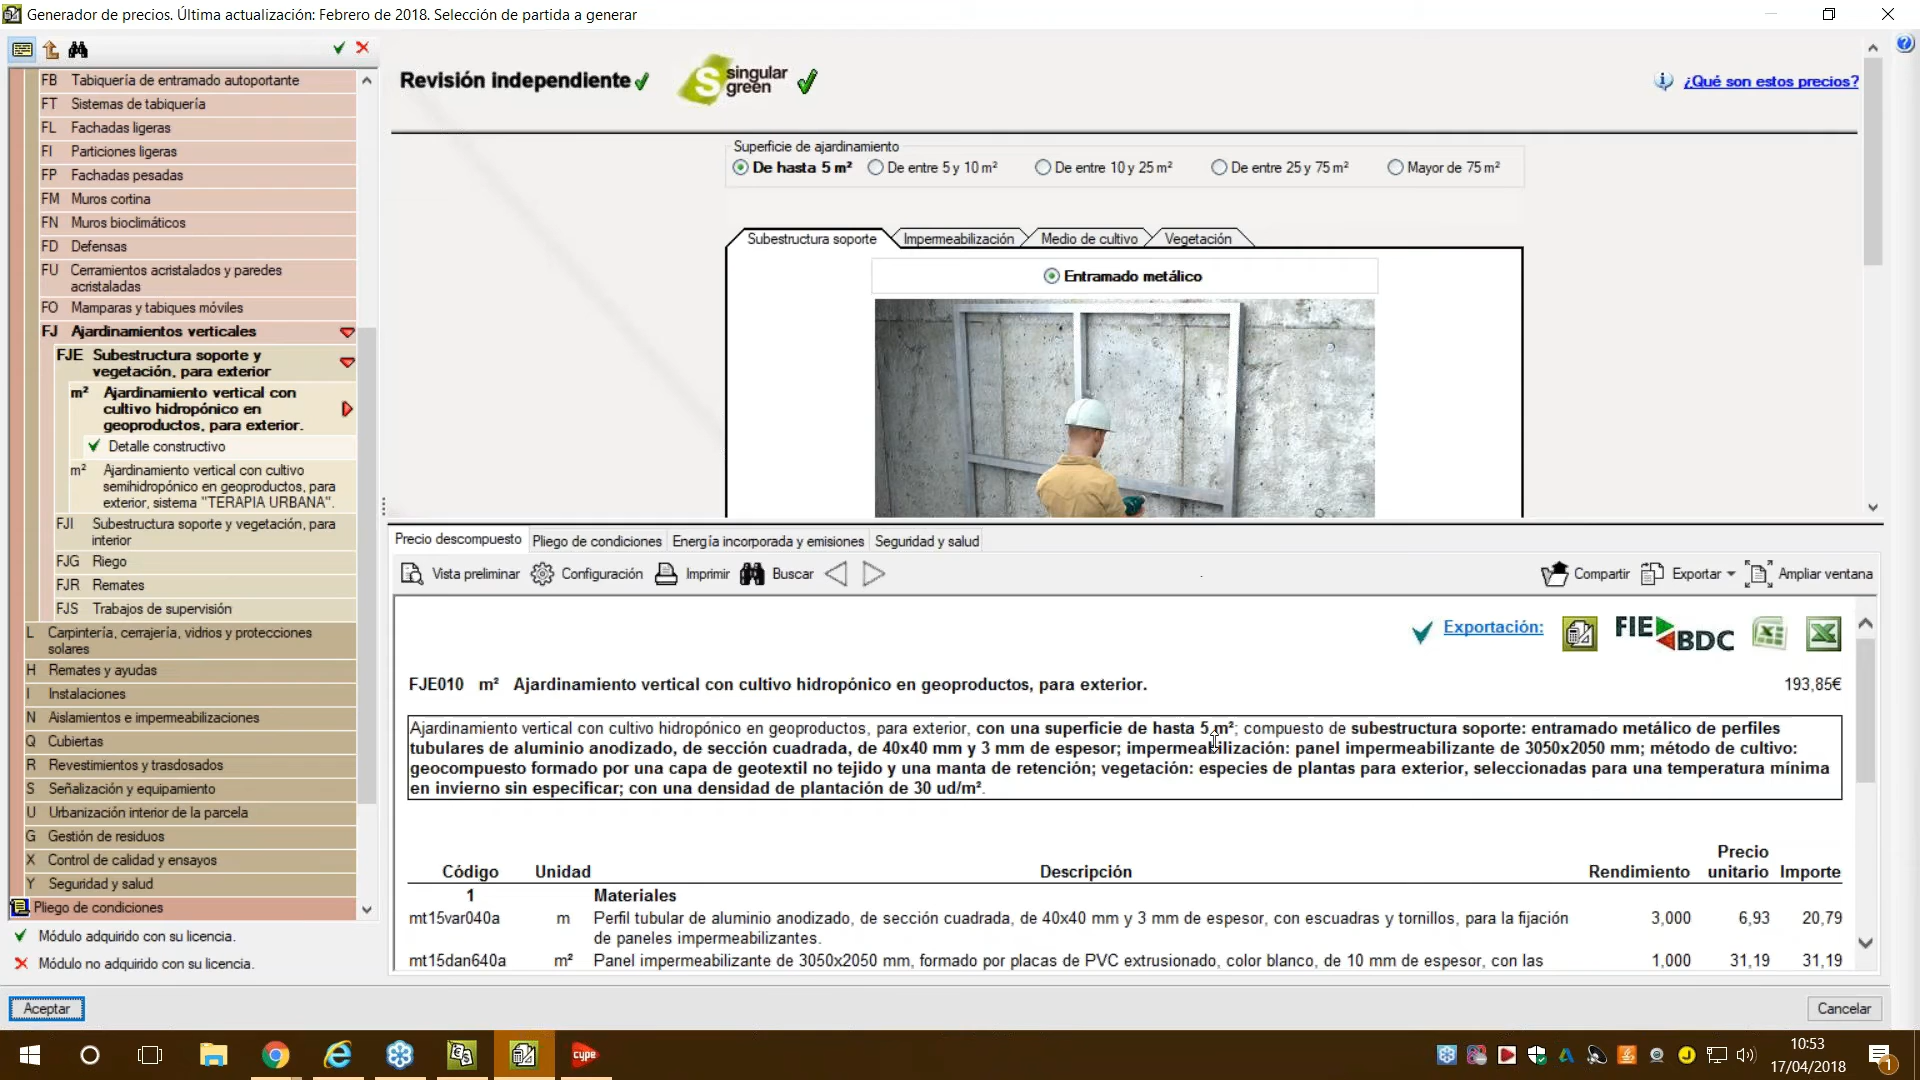 Generador de precios. Última actualización: Febrero de 2018. Selección de partida a generar
FB Tabiquería de entramado autoportante
FT Sistemas de tabiquería
FL Fachadas ligeras
FI Particiones ligeras
FP Fachadas pesadas
FM Muros cortina
FN Muros bioclimáticos
FD Defensas
FU Cerramientos acristalados y paredes
acristaladas
FO Mamparas y tabiques móviles
FJ Ajardinamientos verticales
FJE Subestructura soporte y
vegetación, para exterior
m² Ajardinamiento vertical con
cultivo hidropónico en
geoproductos, para exterior.
Detalle constructivo
m² Ajardinamiento vertical con cultivo
semihidropónico en geoproductos, para
exterior, sistema "TERAPIA URBANA".
FJI Subestructura soporte y vegetación, para
interior
FJG Riego
FJR Remates
FJS Trabajos de supervisión
L Carpintería, cerrajería, vidrios y protecciones
solares
H Remates y ayudas
I Instalaciones
N Aislamientos e impermeabilizaciones
Q Cubiertas
R Revestimientos y trasdosados
S Señalización y equipamiento
U Urbanización interior de la parcela
G Gestión de residuos
X Control de calidad y ensayos
Y Seguridad y salud
Pliego de condiciones
Módulo adquirido con su licencia.
Módulo no adquirido con su licencia.
Aceptar
Revisión independiente
S singular
green
¿Qué son estos precios?
Superficie de ajardinamiento
De hasta 5 m² De entre 5 y 10 m² De entre 10 y 25 m² De entre 25 y 75 m² Mayor de 75 m²
Subestructura soporte Impermeabilización Medio de cultivo Vegetación
Entramado metálico
Precio descompuesto Pliego de condiciones Energía incorporada y emisiones Seguridad y salud
Vista preliminar Configuración Imprimir Buscar Compartir Exportar Ampliar ventana
Exportación: FIE BDC
FJE010 m² Ajardinamiento vertical con cultivo hidropónico en geoproductos, para exterior. 193,85€
Ajardinamiento vertical con cultivo hidropónico en geoproductos, para exterior, con una superficie de hasta 5 m²; compuesto de subestructura soporte: entramado metálico de perfiles
tubulares de aluminio anodizado, de sección cuadrada, de 40x40 mm y 3 mm de espesor; impermeabilización: panel impermeabilizante de 3050x2050 mm; método de cultivo:
geocompuesto formado por una capa de geotextil no tejido y una manta de retención; vegetación: especies de plantas para exterior, seleccionadas para una temperatura mínima
en invierno sin especificar; con una densidad de plantación de 30 ud/m².
Código Unidad Descripción Rendimiento Precio unitario Importe
1 Materiales
mt15var040a m Perfil tubular de aluminio anodizado, de sección cuadrada, de 40x40 mm y 3 mm de espesor, con escuadras y tornillos, para la fijación 3,000 6,93 20,79
de paneles impermeabilizantes.
mt15dan640a m² Panel impermeabilizante de 3050x2050 mm, formado por placas de PVC extrusionado, color blanco, de 10 mm de espesor, con las 1,000 31,19 31,19
Cancelar
cype
10:53
17/04/2018
1